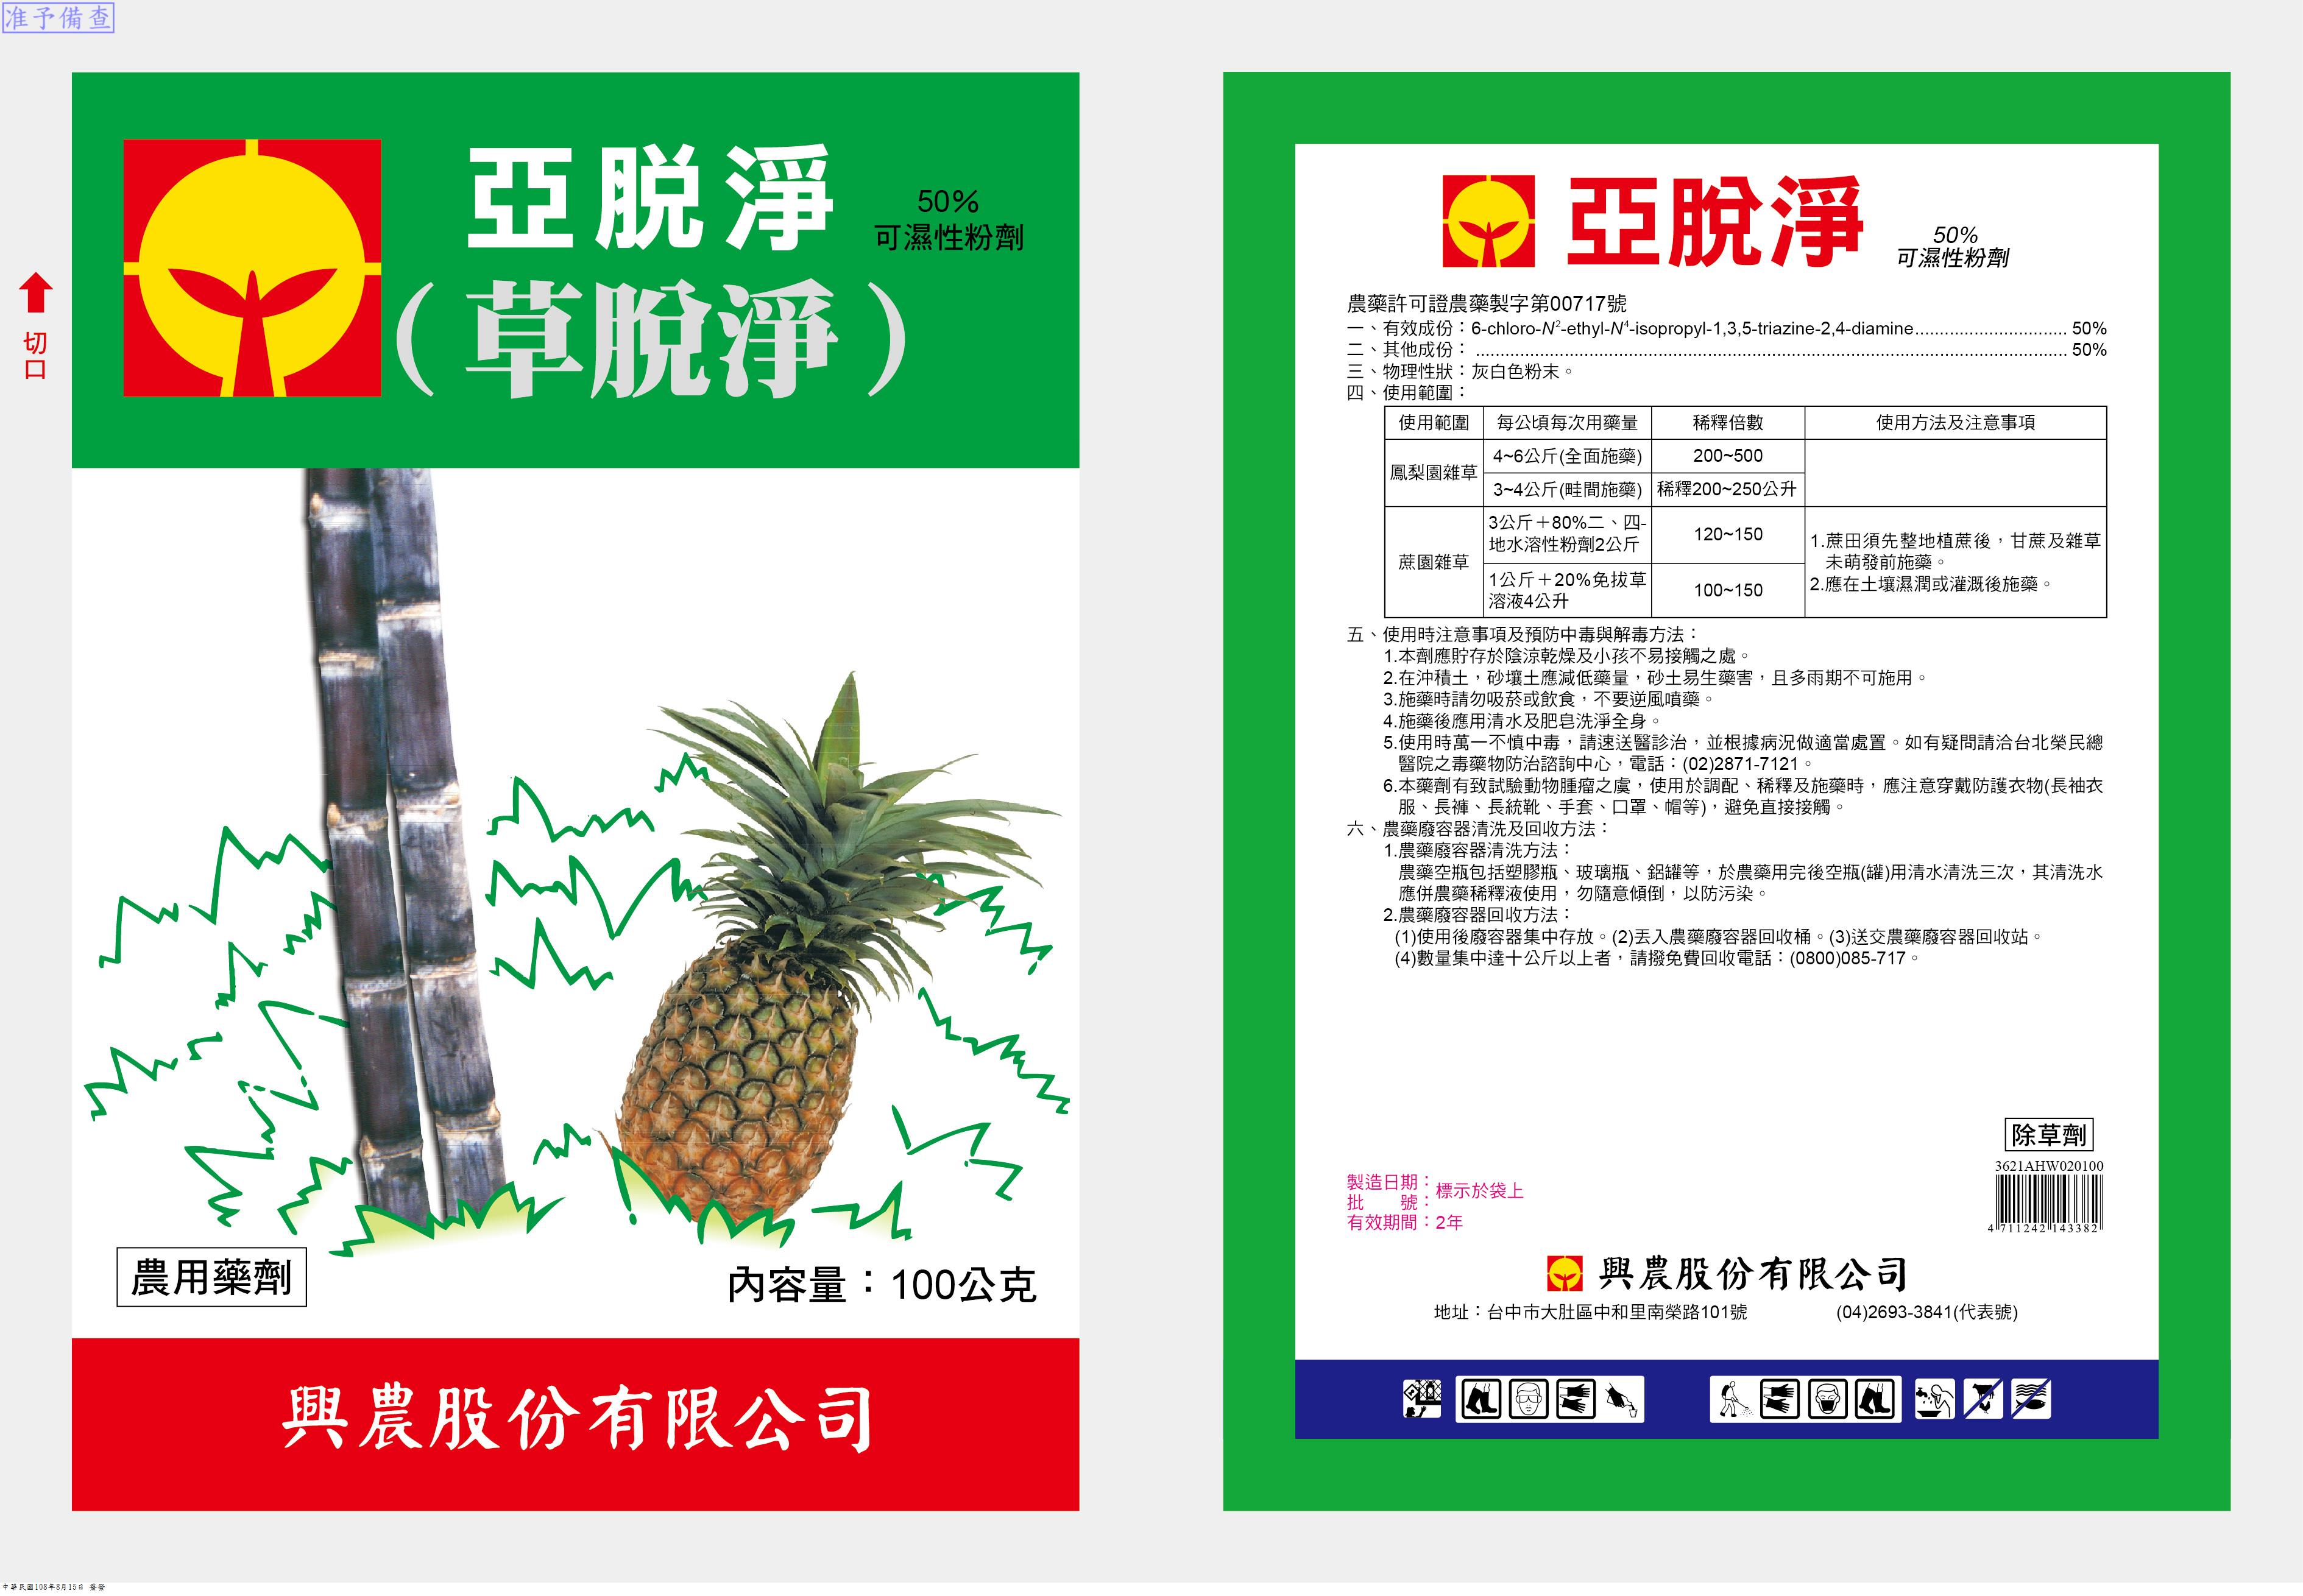 准予備查
切口
亞脫淨
50%
可濕性粉劑
(草脫淨)
農用藥劑
內容量：100公克
興農股份有限公司
亞脫淨
50%
可濕性粉劑
農藥許可證農藥製字第00717號
一、有效成份：6-chloro-N²-ethyl-N⁴-isopropyl-1,3,5-triazine-2,4-diamine............................. 50%
二、其他成份：................................................................................................................ 50%
三、物理性狀：灰白色粉末。
四、使用範圍：
使用範圍 每公頃每次用藥量 稀釋倍數 使用方法及注意事項
鳳梨園雜草 4~6公斤(全面施藥) 200~500
3~4公斤(畦間施藥) 稀釋200~250公升
蔗園雜草
3公斤＋80%二、四-
地水溶性粉劑2公斤
120~150
1公斤＋20%免拔草
溶液4公升
100~150
1.蔗田須先整地植蔗後，甘蔗及雜草
未萌發前施藥。
2.應在土壤濕潤或灌溉後施藥。
五、使用時注意事項及預防中毒與解毒方法：
1.本劑應貯存於陰涼乾燥及小孩不易接觸之處。
2.在沖積土，砂壤土應減低藥量，砂土易生藥害，且多雨期不可施用。
3.施藥時請勿吸菸或飲食，不要逆風噴藥。
4.施藥後應用清水及肥皂洗淨全身。
5.使用時萬一不慎中毒，請速送醫診治，並根據病況做適當處置。如有疑問請洽台北榮民總
醫院之毒藥物防治諮詢中心，電話：(02)2871-7121。
6.本藥劑有致試驗動物腫瘤之虞，使用於調配、稀釋及施藥時，應注意穿戴防護衣物(長袖衣
服、長褲、長統靴、手套、口罩、帽等)，避免直接接觸。
六、農藥廢容器清洗及回收方法：
1.農藥廢容器清洗方法：
農藥空瓶包括塑膠瓶、玻璃瓶、鋁罐等，於農藥用完後空瓶(罐)用清水清洗三次，其清洗水
應併農藥稀釋液使用，勿隨意傾倒，以防污染。
2.農藥廢容器回收方法：
(1)使用後廢容器集中存放。(2)丟入農藥廢容器回收桶。(3)送交農藥廢容器回收站。
(4)數量集中達十公斤以上者，請撥免費回收電話：(0800)085-717。
除草劑
3621AHW020100
4 711242 143382
製造日期：
批　　號：標示於袋上
有效期間：2年
興農股份有限公司
地址：台中市大肚區中和里南榮路101號 (04)2693-3841(代表號)
中華民國108年8月15日 簽發